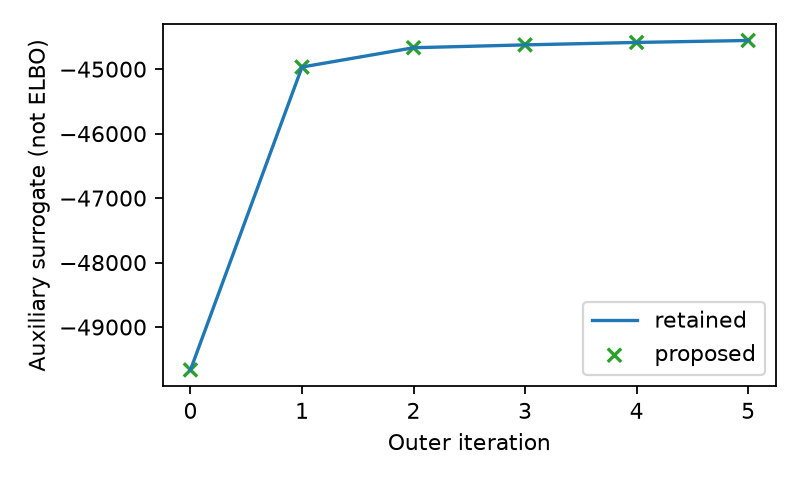 Auxiliary surrogate (not ELBO)
−45000
−46000
−47000
−48000
−49000
retained
proposed
0 1 2 3 4 5
Outer iteration